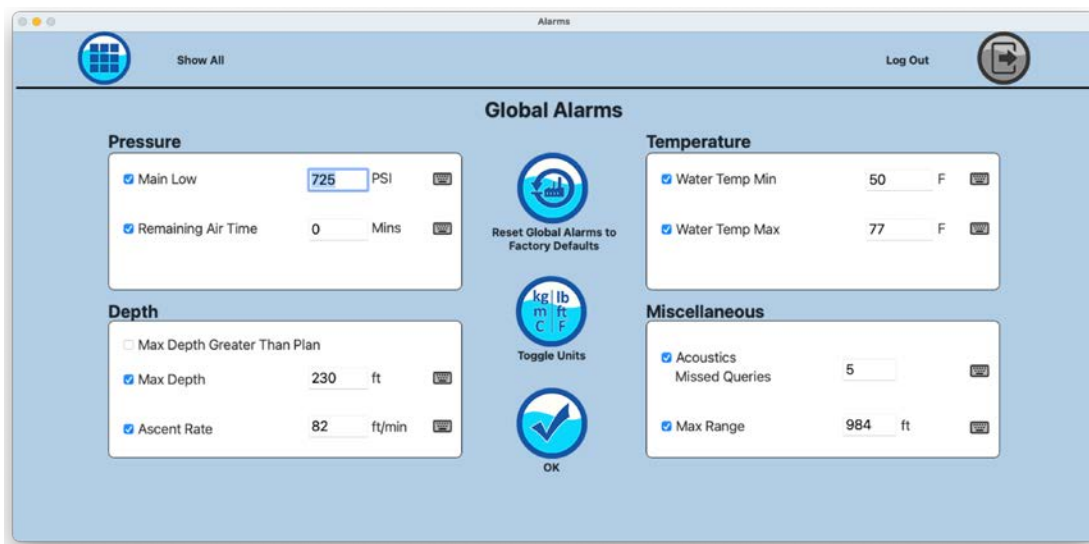 Alarms
Show All
Log Out
Global Alarms
Pressure
Main Low 725 PSI
Remaining Air Time 0 Mins
Reset Global Alarms to
Factory Defaults
Temperature
Water Temp Min 50 F
Water Temp Max 77 F
Depth
Max Depth Greater Than Plan
Max Depth 230 ft
Ascent Rate 82 ft/min
kg lb
m ft
C F
Toggle Units
OK
Miscellaneous
Acoustics
Missed Queries 5
Max Range 984 ft